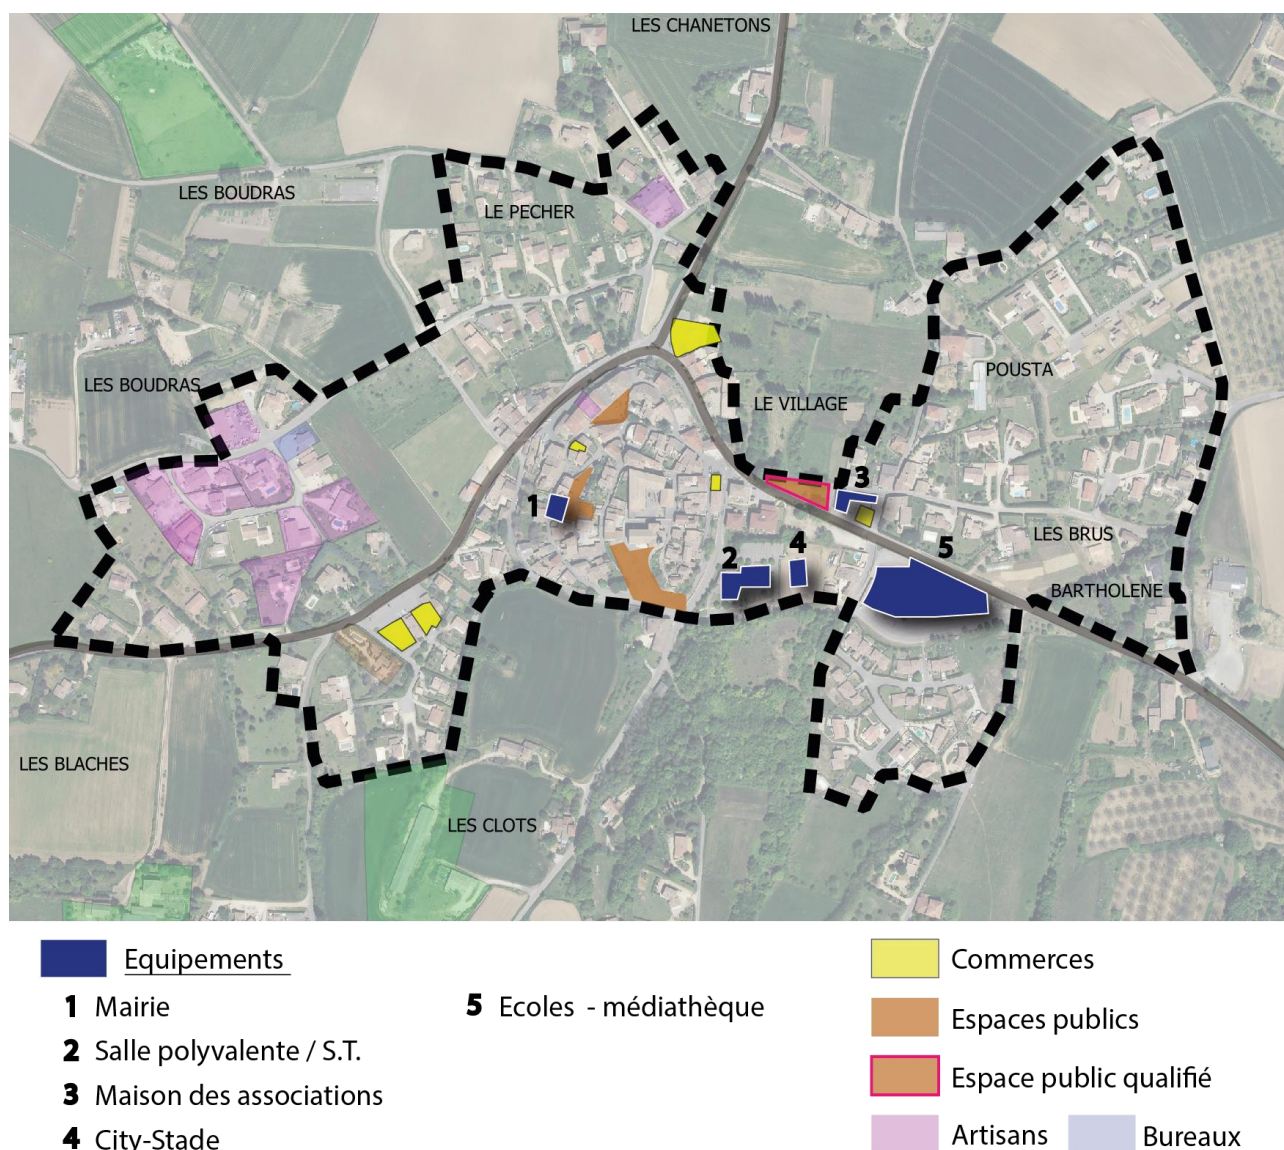 LES CHANETONS
LES BOUDRAS
LE PECHER
POUSTA
LES BOUDRAS
LE VILLAGE
3
1
LES BRUS
5
4
2
BARTHOLENE
LES BLACHES
LES CLOTS
Equipements
1 Mairie
2 Salle polyvalente / S.T.
3 Maison des associations
4 City-Stade
5 Ecoles - médiathèque
Commerces
Espaces publics
Espace public qualifié
Artisans
Bureaux